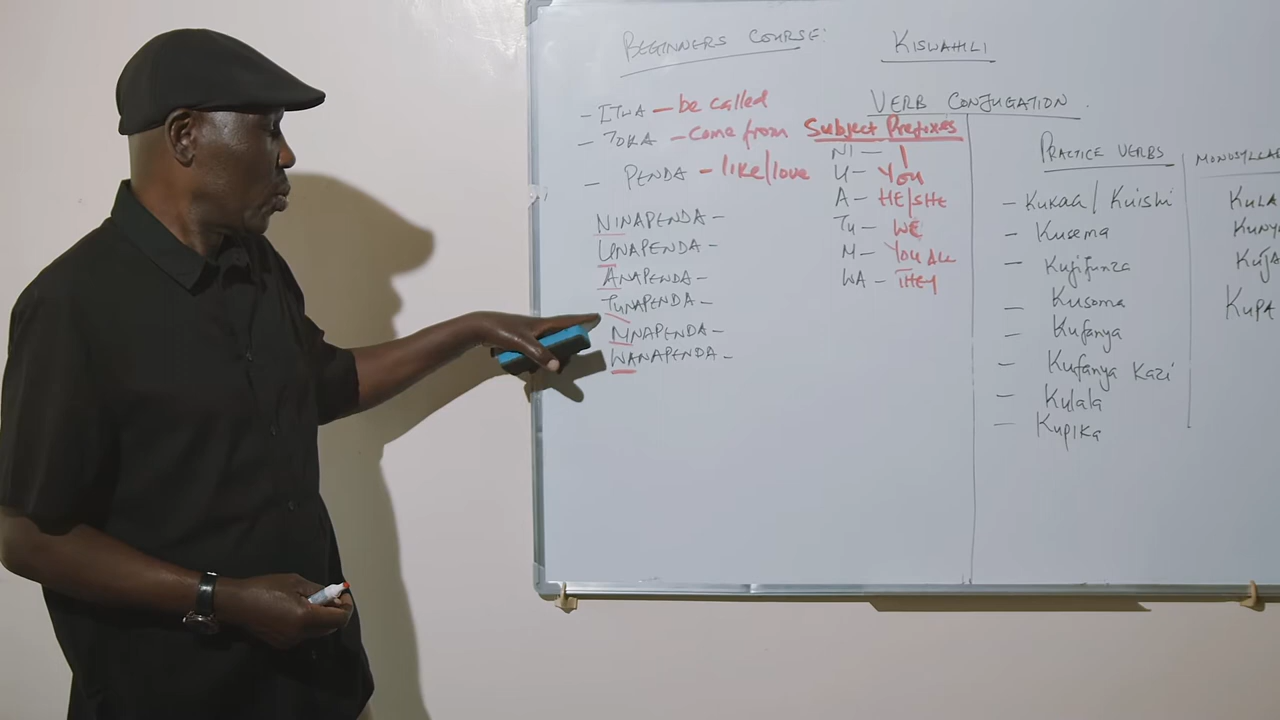 BEGINNERS COURSE: KISWAHILI
VERB CONJUGATION.
- ITWA - be called
- TOKA - Come from
- PENDA - like/love
NINAPENDA -
UNAPENDA -
ANAPENDA -
TUNAPENDA -
MNAPENDA -
WANAPENDA -
Subject Prefixes
NI - I
U - YOU
A - HE/SHE
TU - WE
M - YOU ALL
WA - THEY
PRACTICE VERBS
- Kukaa / Kuishi
- Kusema
- Kujifunza
- Kusoma
- Kufanya
- Kufanya Kazi
- Kulala
- Kupika
MONOSYLLAB
KULA
KUNY
KUJA
KUPA